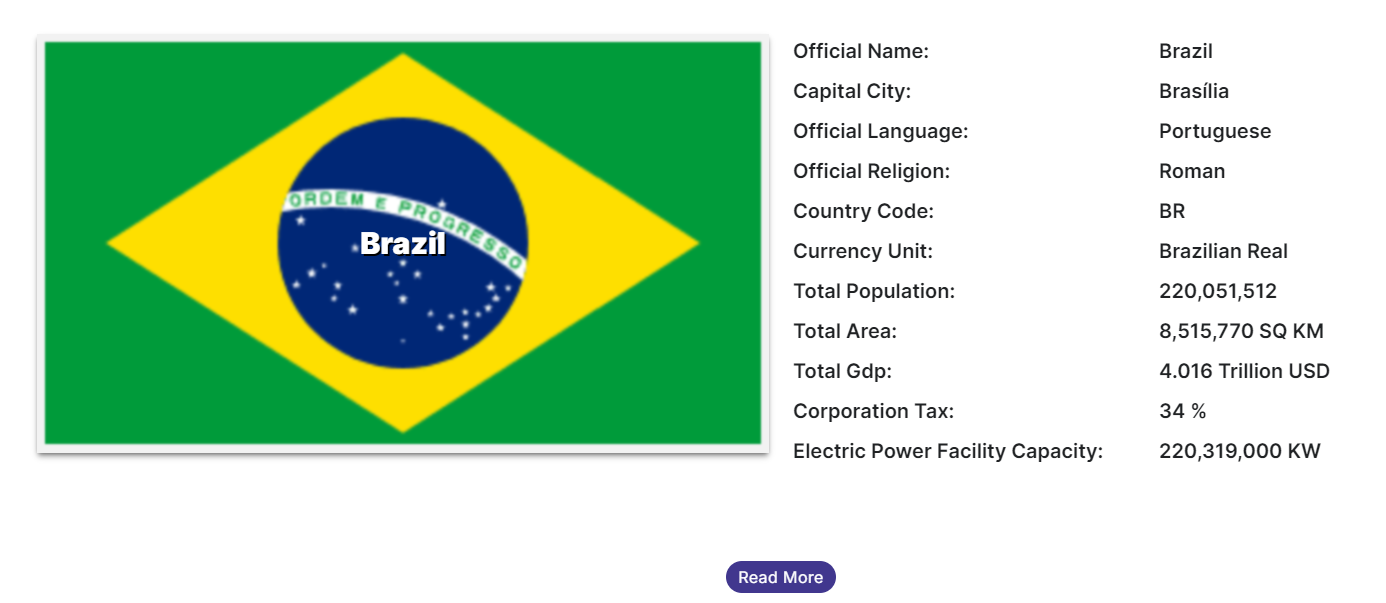 ORDEM E PROGRESSO
Brazil
Official Name: Brazil
Capital City: Brasília
Official Language: Portuguese
Official Religion: Roman
Country Code: BR
Currency Unit: Brazilian Real
Total Population: 220,051,512
Total Area: 8,515,770 SQ KM
Total Gdp: 4.016 Trillion USD
Corporation Tax: 34 %
Electric Power Facility Capacity: 220,319,000 KW
Read More